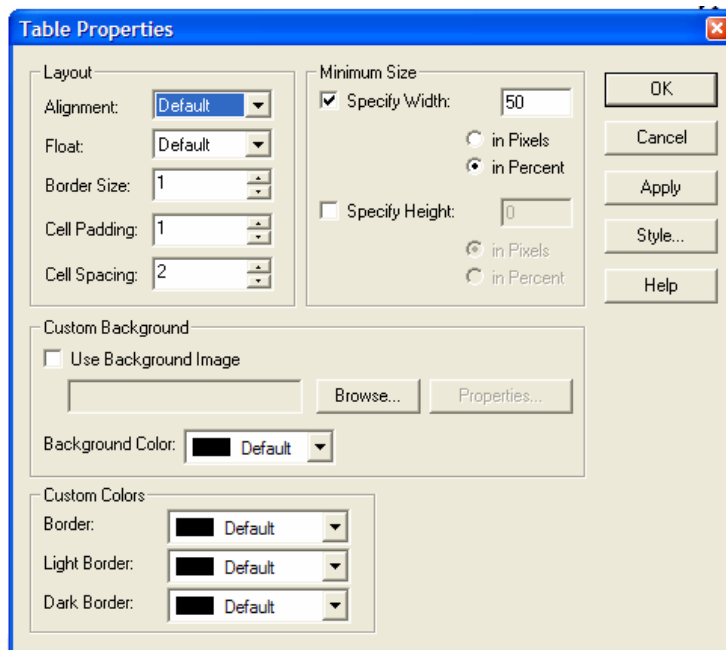 Table Properties
Layout
Alignment: Default
Float: Default
Border Size: 1
Cell Padding: 1
Cell Spacing: 2
Minimum Size
Specify Width: 50
in Pixels
in Percent
Specify Height: 0
in Pixels
in Percent
OK
Cancel
Apply
Style...
Help
Custom Background
Use Background Image
Browse... Properties...
Background Color: Default
Custom Colors
Border: Default
Light Border: Default
Dark Border: Default